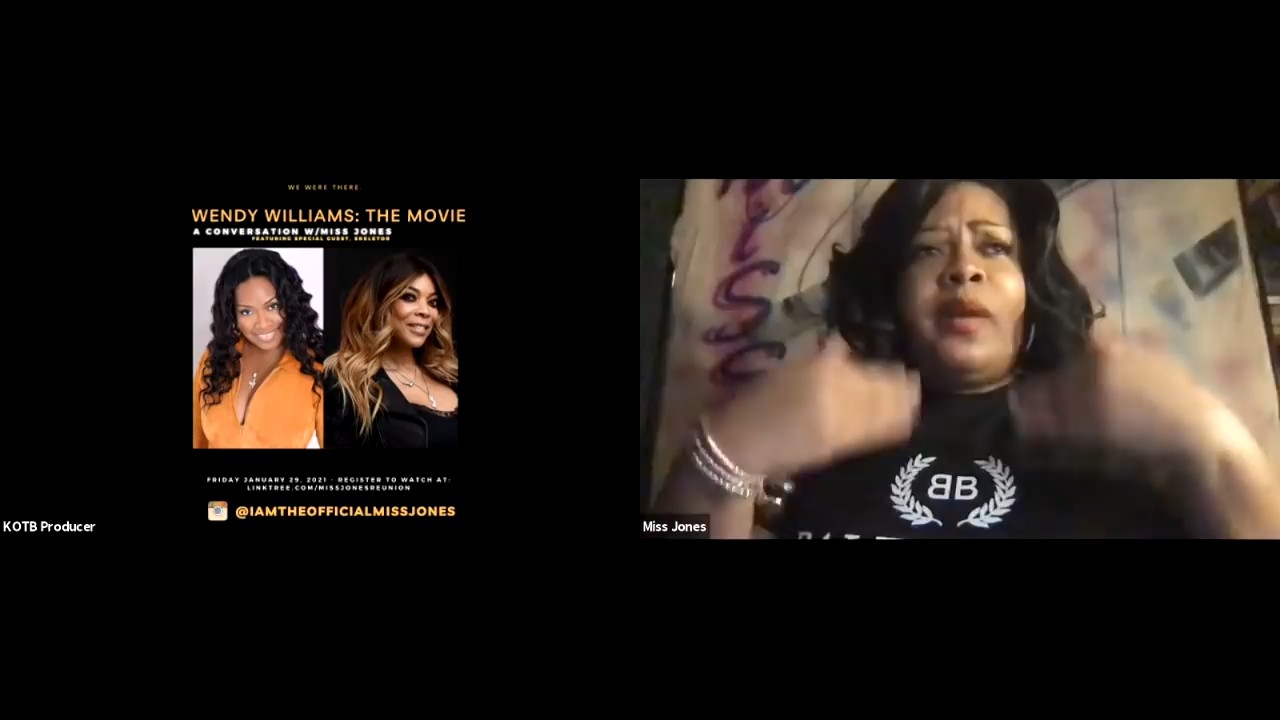 WE WERE THERE.
WENDY WILLIAMS: THE MOVIE
A CONVERSATION W/MISS JONES
FEATURING SPECIAL GUEST, SKELETOR
FRIDAY JANUARY 29, 2021 - REGISTER TO WATCH AT:
LINKTREE.COM/MISSJONESREUNION
@IAMTHEOFFICIALMISSJONES
KOTB Producer
BB
Miss Jones